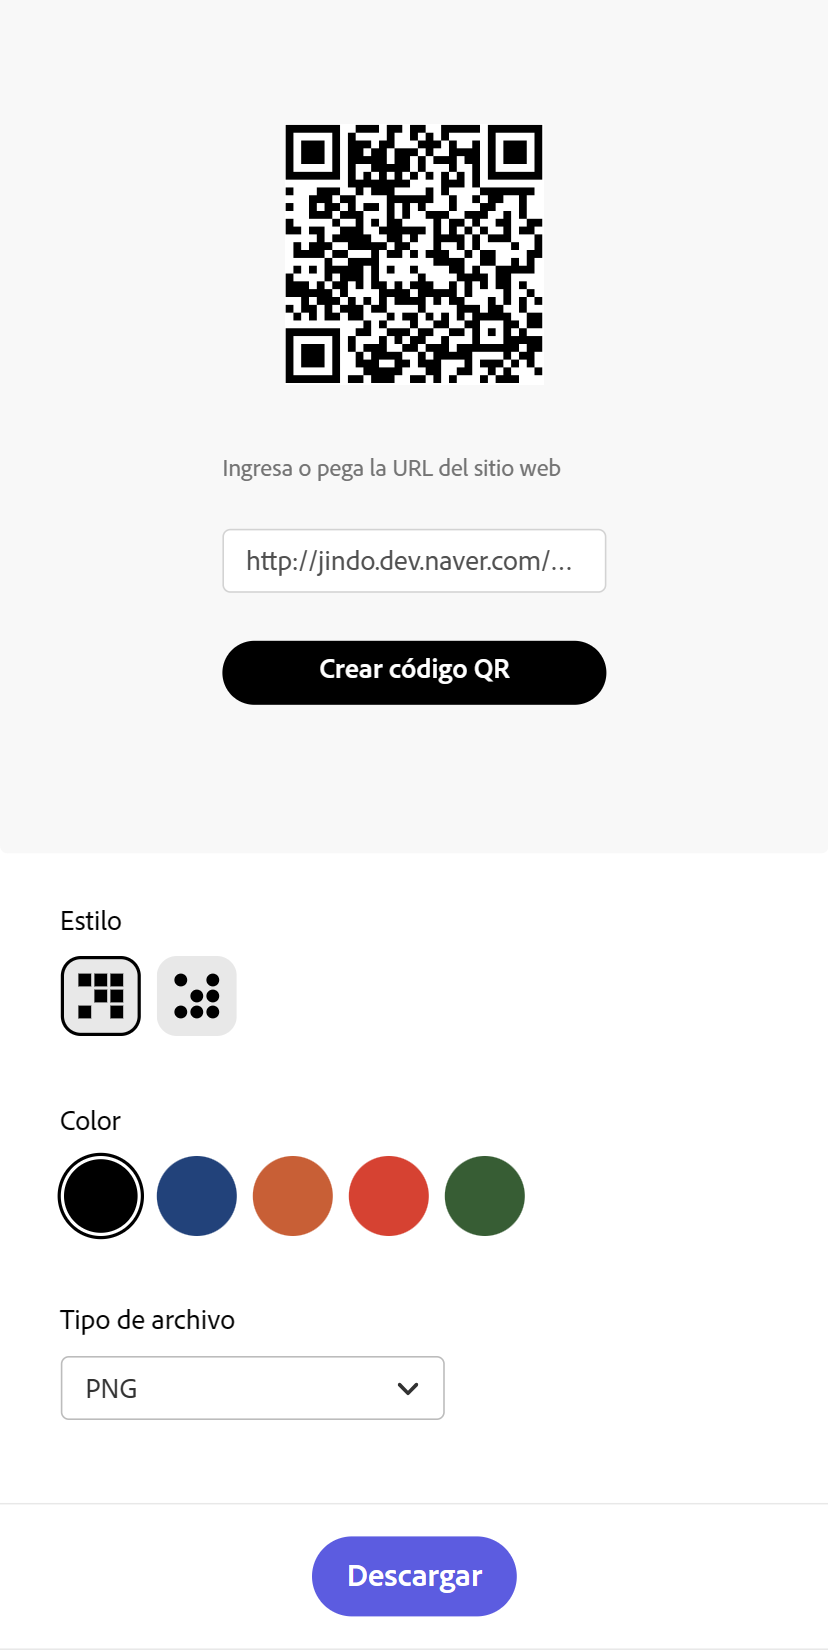 Ingresa o pega la URL del sitio web
http://jindo.dev.naver.com/...
Crear código QR
Estilo
Color
Tipo de archivo
PNG
Descargar